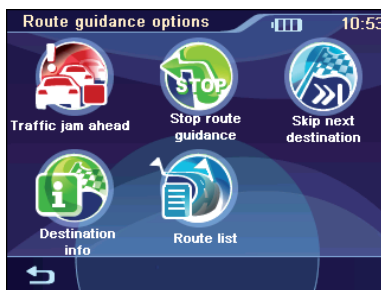 Route guidance options 10:53
Traffic jam ahead
STOP
Stop route
guidance
Skip next
destination
i
Destination
info
Route list